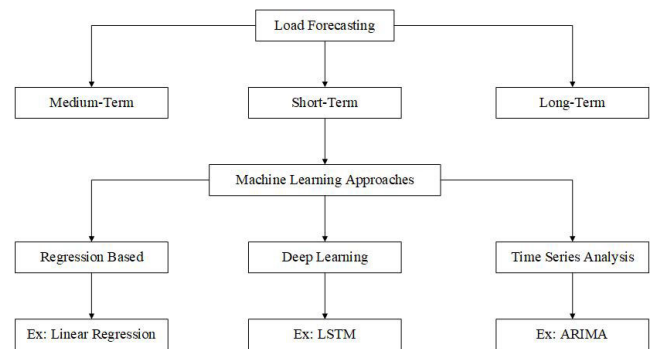 Load Forecasting
Medium-Term
Short-Term
Long-Term
Machine Learning Approaches
Regression Based
Deep Learning
Time Series Analysis
Ex: Linear Regression
Ex: LSTM
Ex: ARIMA